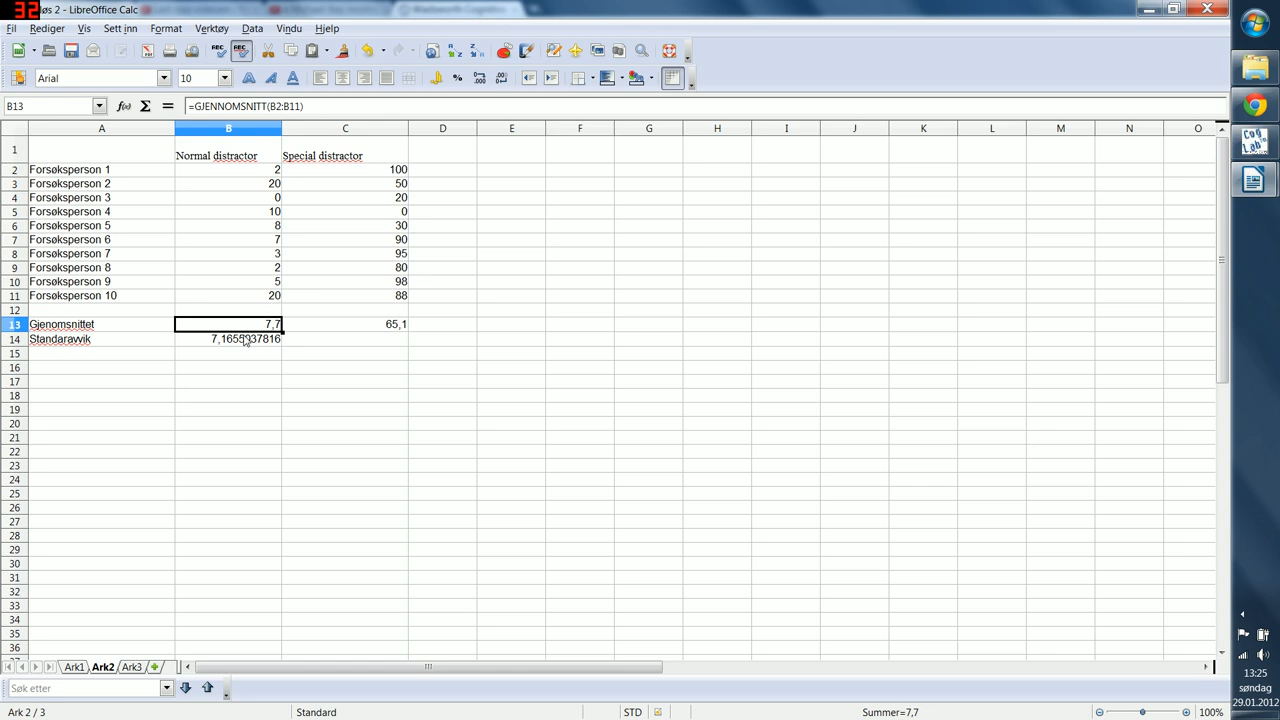 32
øs 2 - LibreOffice Calc
Fil Rediger Vis Sett inn Format Verktøy Data Vindu Hjelp
Arial 10
B13 f(x) Σ = =GJENNOMSNITT(B2:B11)
A B C D E F G H I J K L M N O
1 Normal distractor Special distractor
2 Forsøksperson 1 2 100
3 Forsøksperson 2 20 50
4 Forsøksperson 3 0 20
5 Forsøksperson 4 10 0
6 Forsøksperson 5 8 30
7 Forsøksperson 6 7 90
8 Forsøksperson 7 3 95
9 Forsøksperson 8 2 80
10 Forsøksperson 9 5 98
11 Forsøksperson 10 20 88
12
13 Gjenomsnittet 7,7 65,1
14 Standaravvik
15
16
17
18
19
20
21
22
23
24
25
26
27
28
29
30
31
32
33
34
35
36
Ark1 Ark2 Ark3
Søk etter
Ark 2 / 3 Standard STD Summer=7,7 100%
Cog
Lab
13:25
søndag
29.01.2012